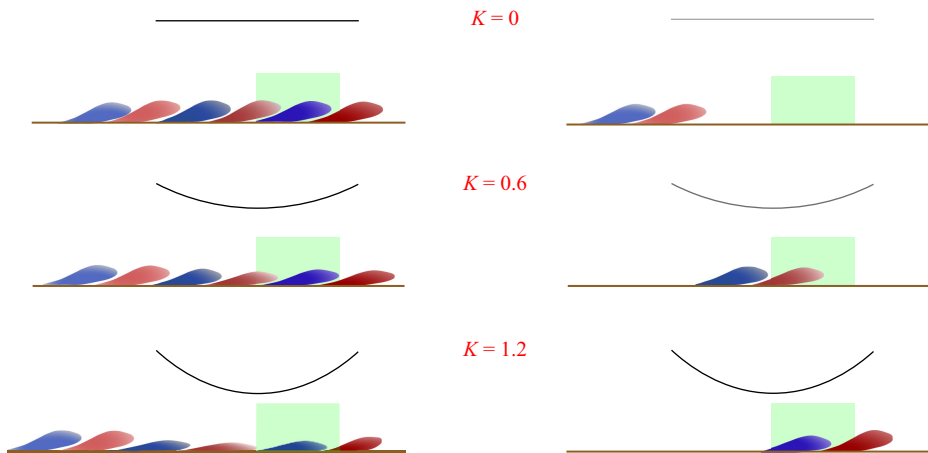 K = 0
K = 0.6
K = 1.2